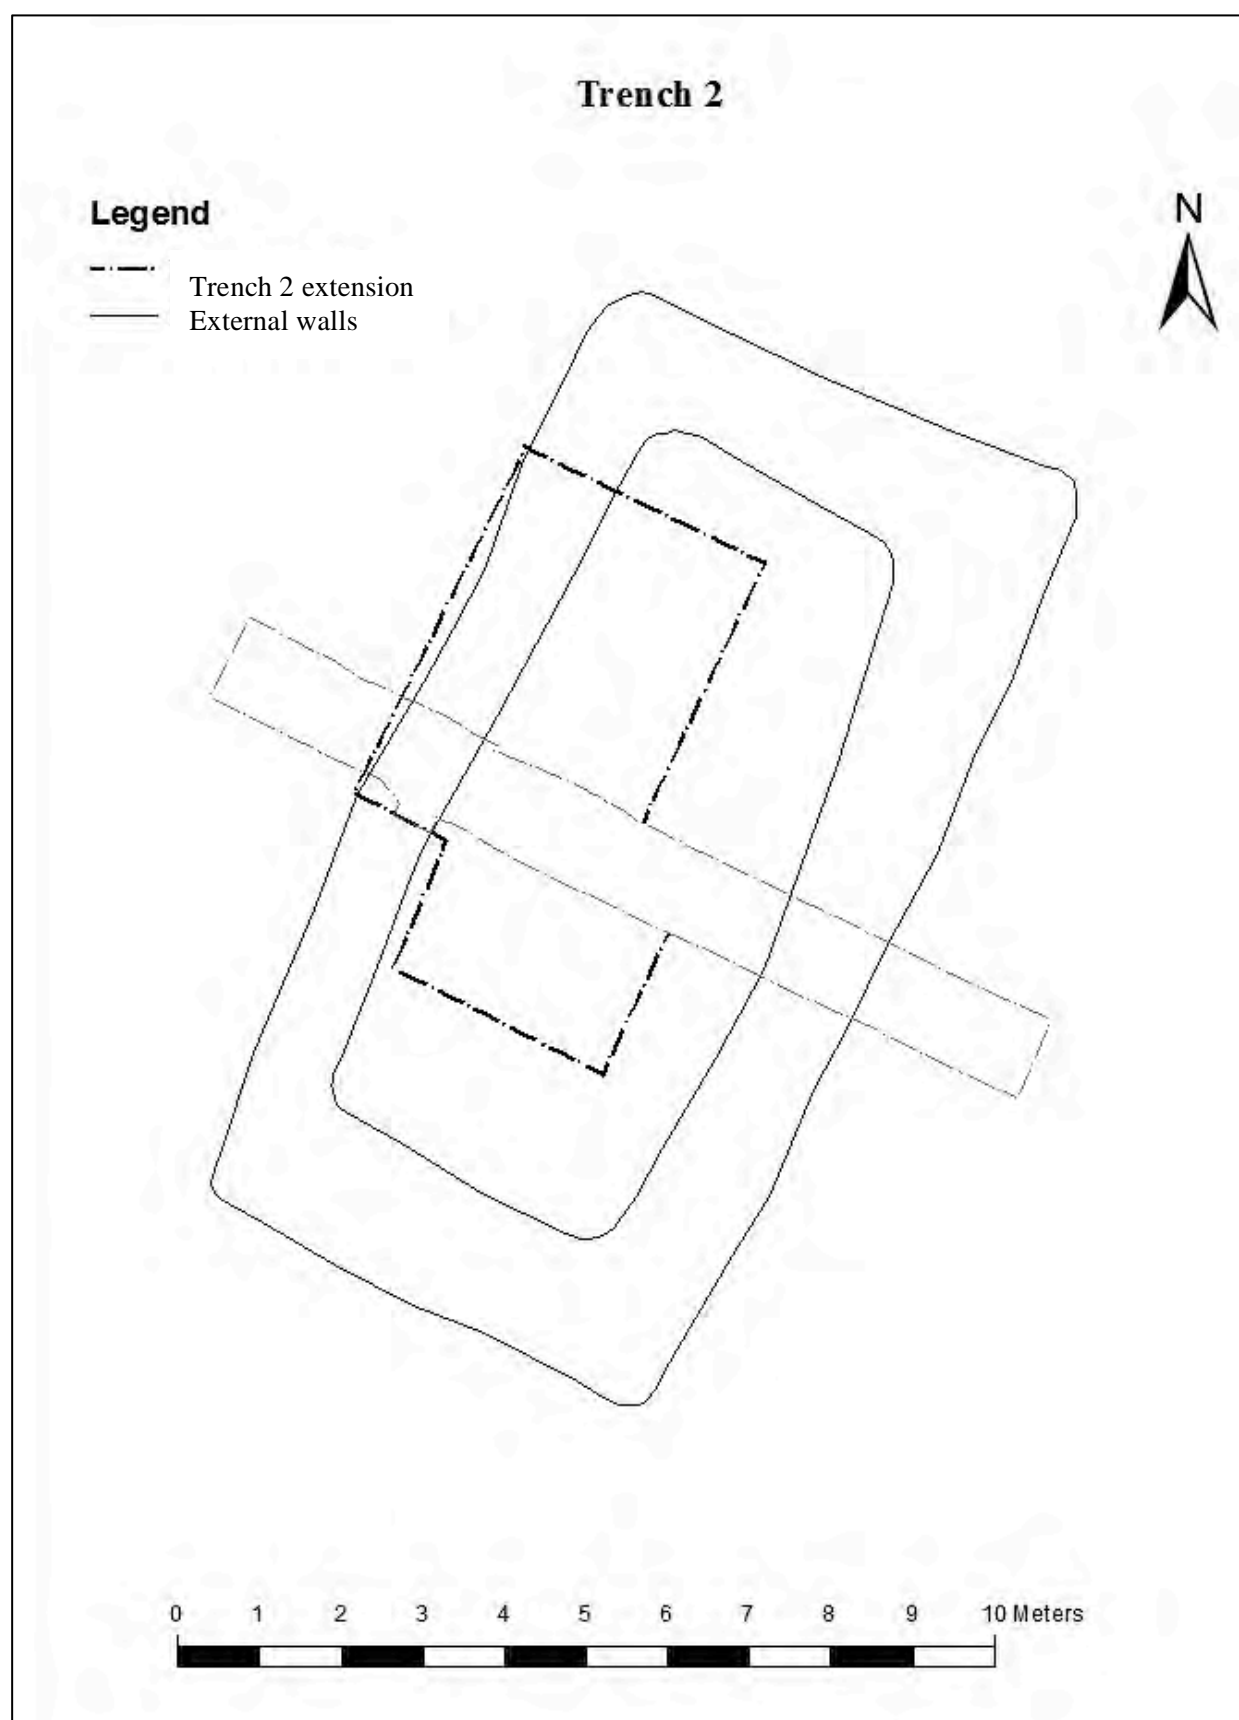 Trench 2
Legend
N
Trench 2 extension
External walls
0 1 2 3 4 5 6 7 8 9 10 Meters